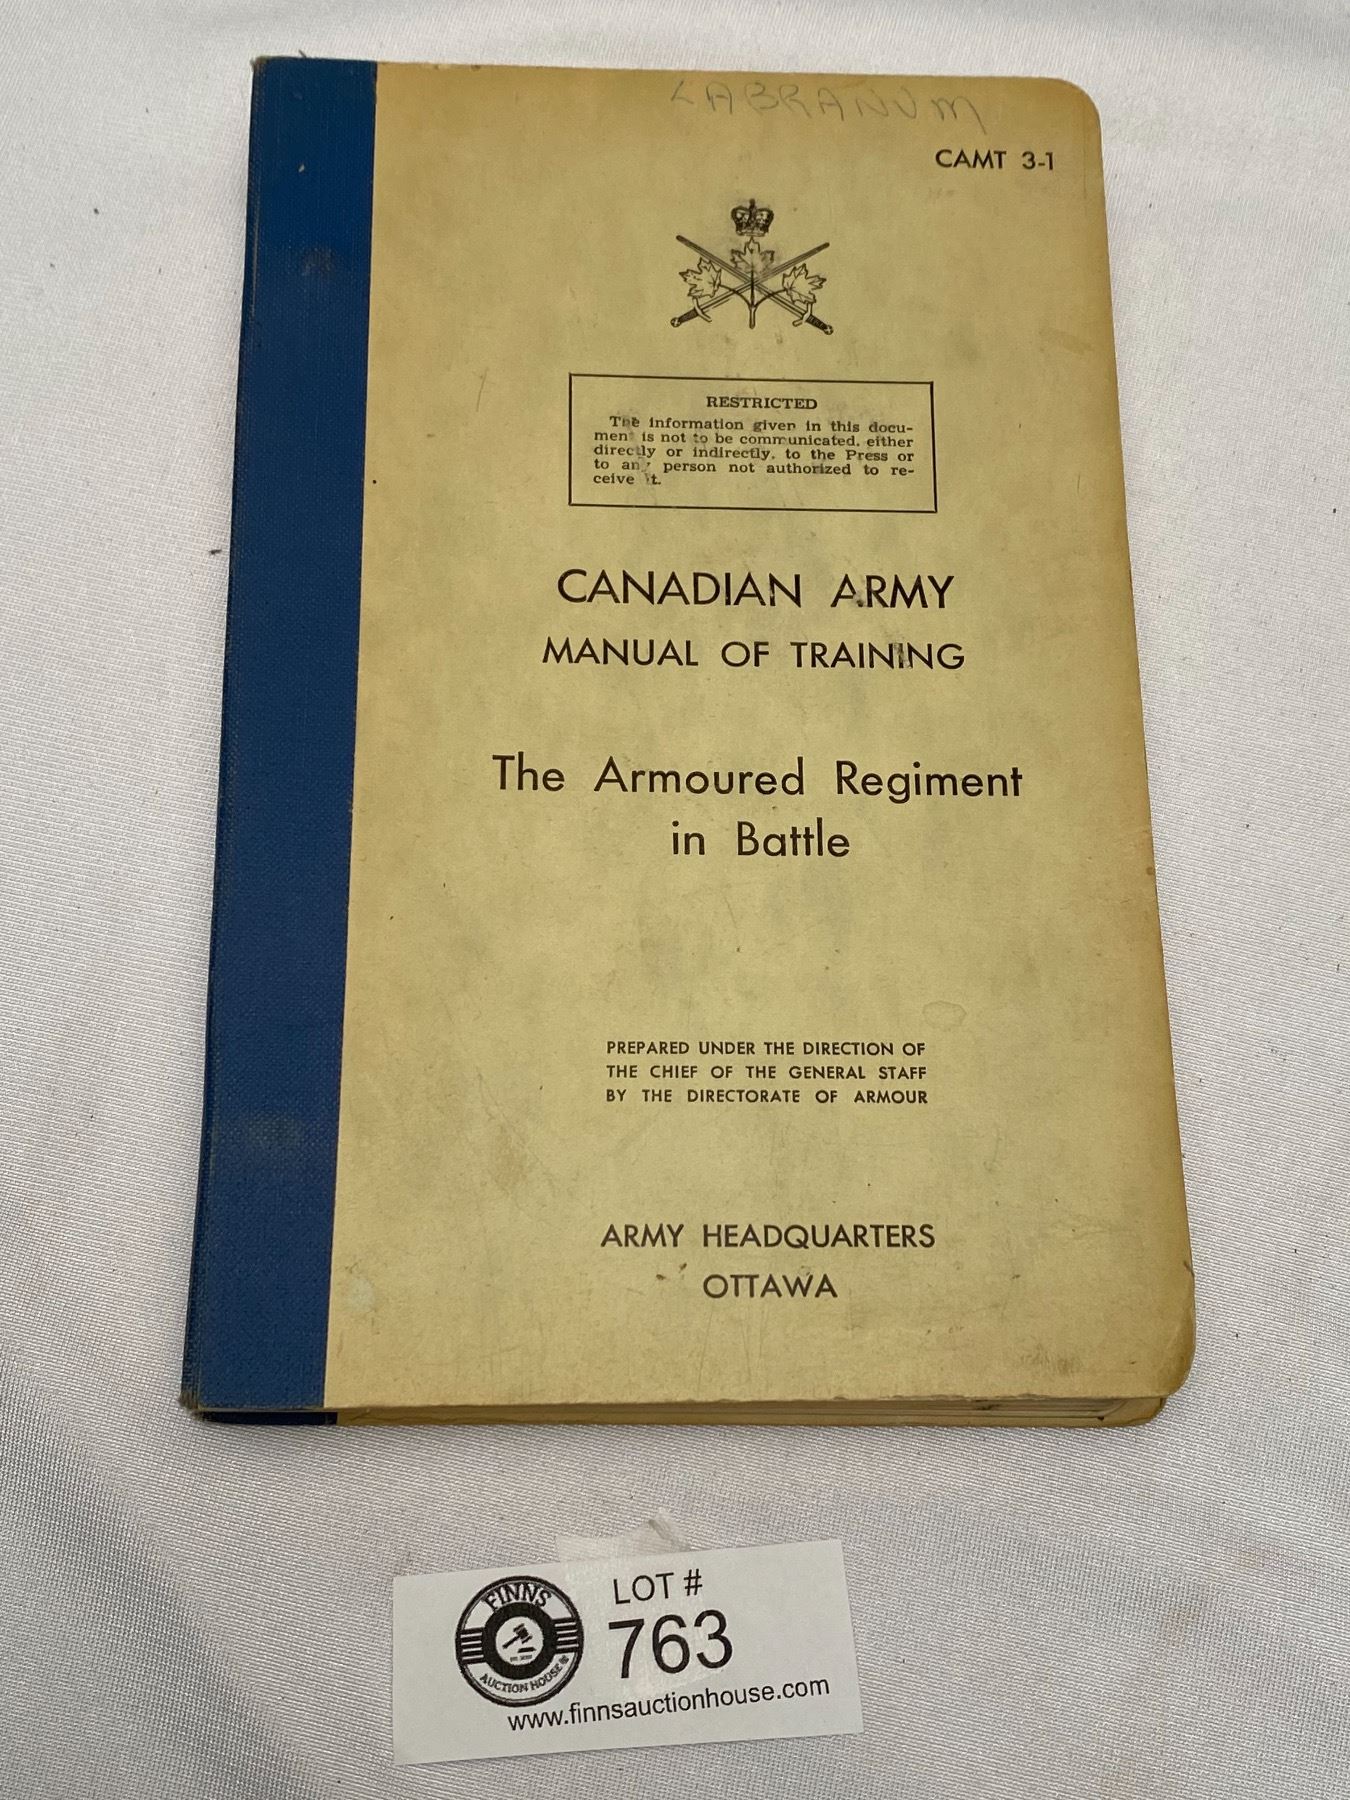 LABRANUM
CAMT 3-1
RESTRICTED
The information given in this docu-
ment is not to be communicated, either
directly or indirectly, to the Press or
to any person not authorized to re-
ceive it.
CANADIAN ARMY
MANUAL OF TRAINING
The Armoured Regiment
in Battle
PREPARED UNDER THE DIRECTION OF
THE CHIEF OF THE GENERAL STAFF
BY THE DIRECTORATE OF ARMOUR
ARMY HEADQUARTERS
OTTAWA
FINNS
AUCTION HOUSE
LOT #
763
www.finnsauctionhouse.com